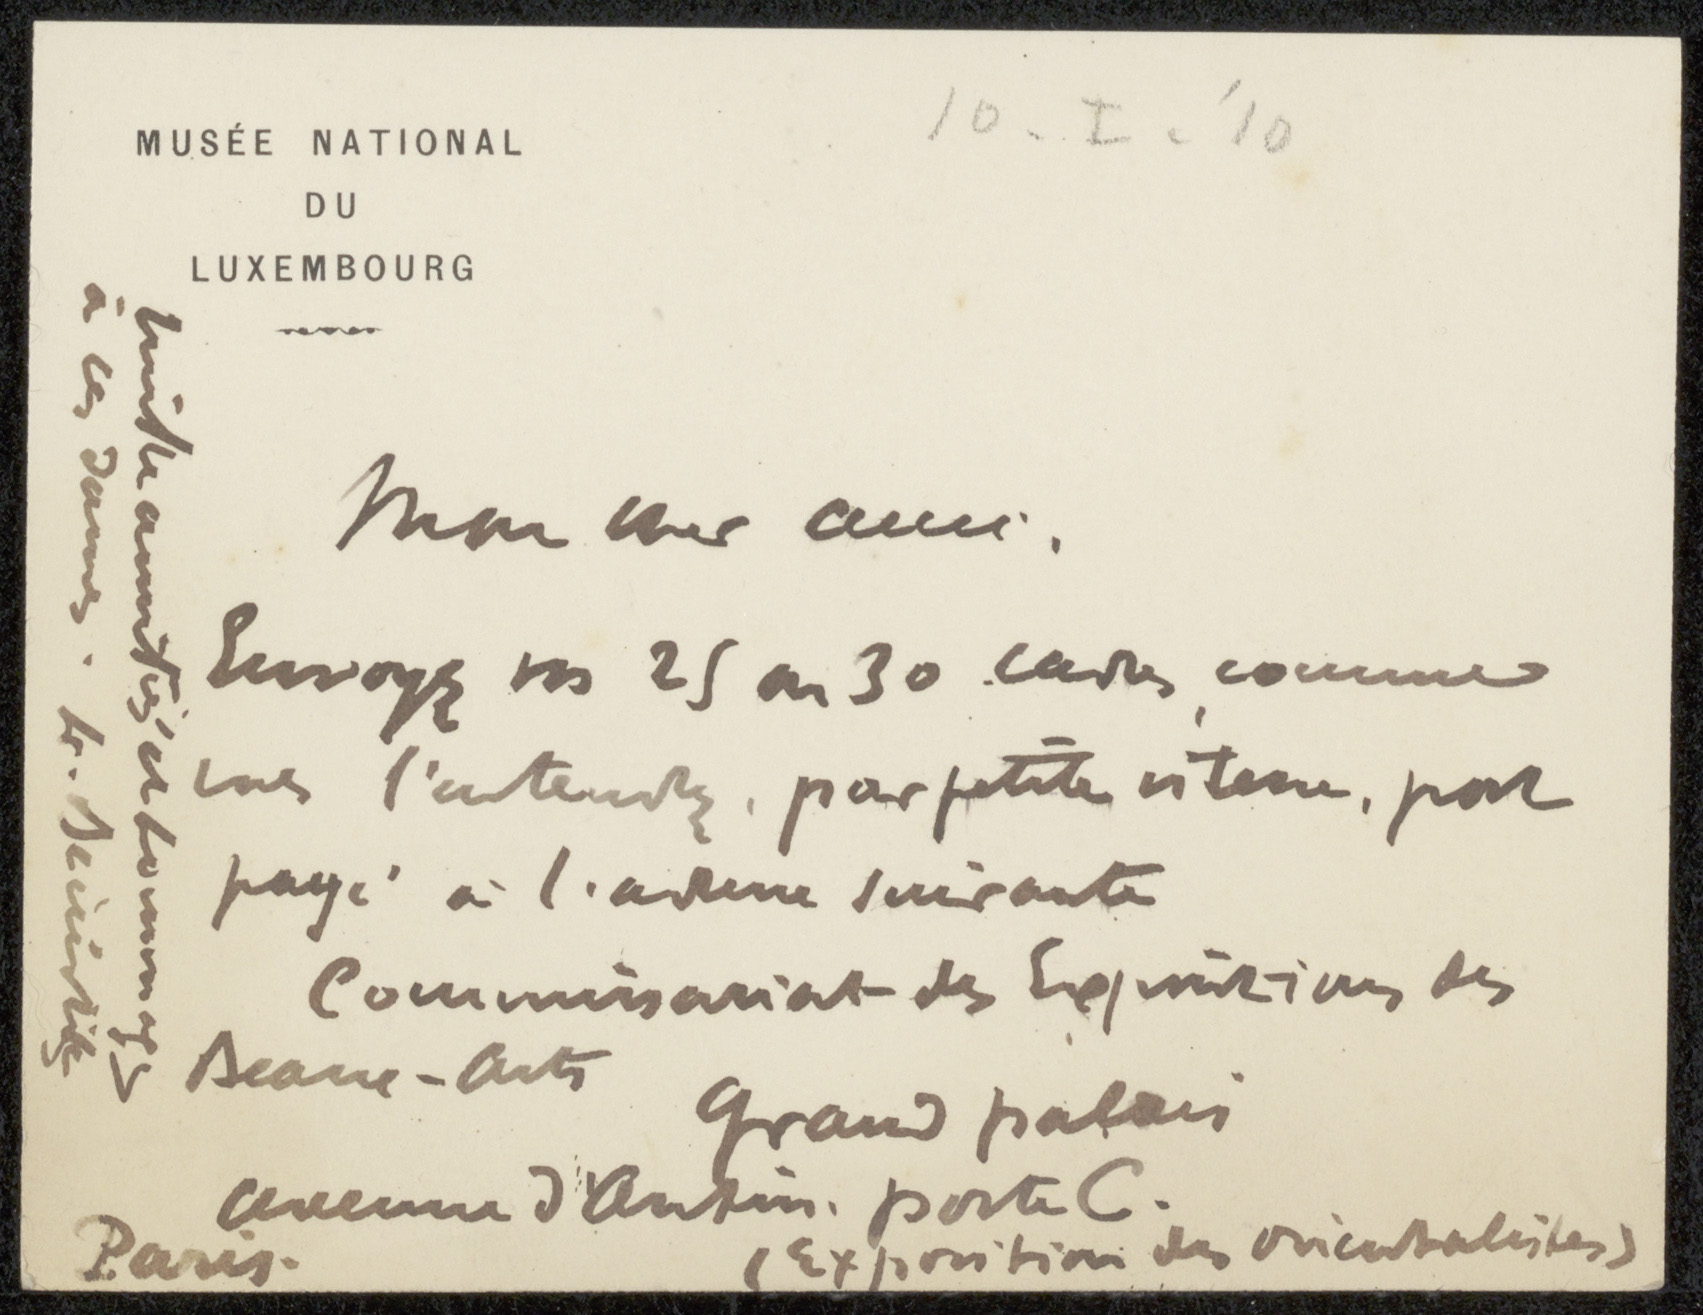 MUSÉE NATIONAL
DU
LUXEMBOURG
10. I. '10
Mon cher ami.
Envoyez vos 25 ou 30 cadres, comme
vous l'entendez, par petite vitesse, port
payé à l'adresse suivante
Commissariat des Expositions des
Beaux-Arts
Grand palais
avenue d'Antin. porte C.
Paris.
(Exposition des orientalistes)
amitiés et hommages
à ces dames. L. Bénédite